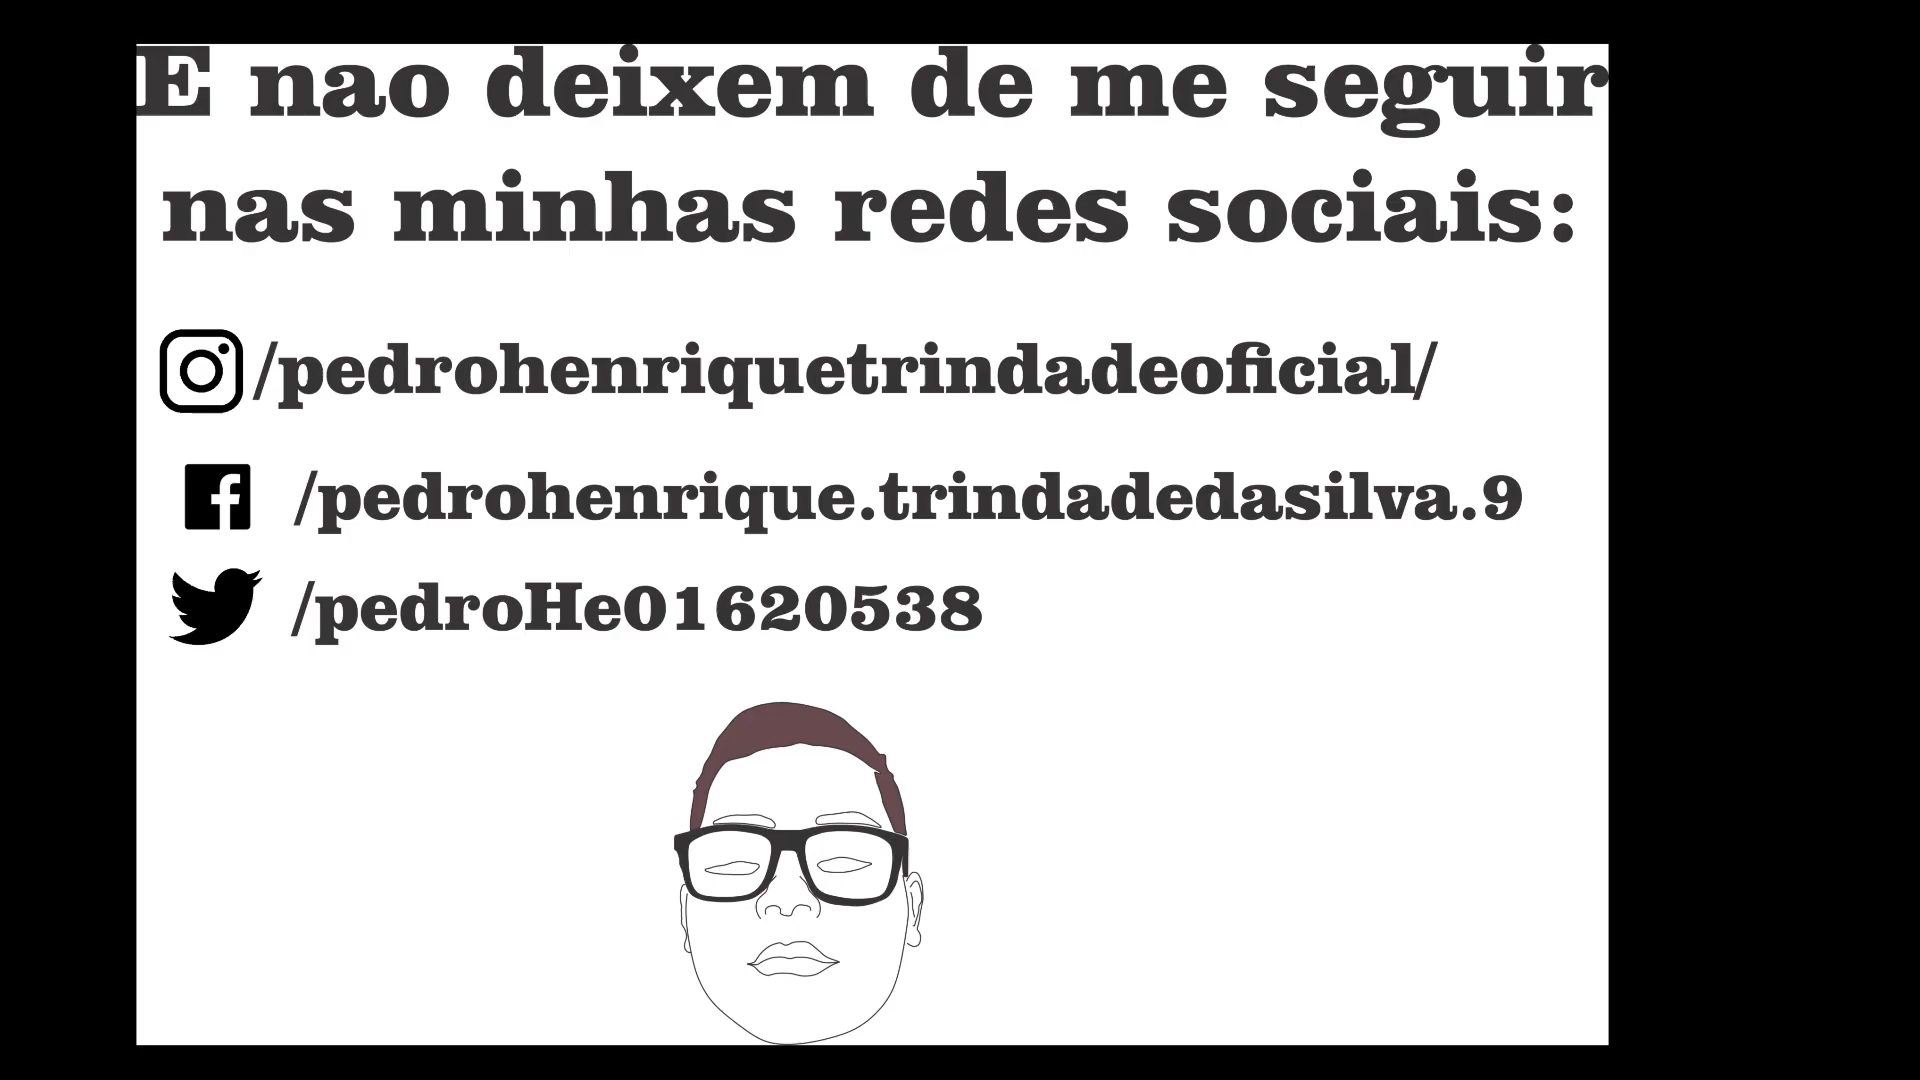 E nao deixem de me seguir
nas minhas redes sociais:
/pedrohenriquetrindadeoficial/
/pedrohenrique.trindadedasilva.9
/pedroHe01620538